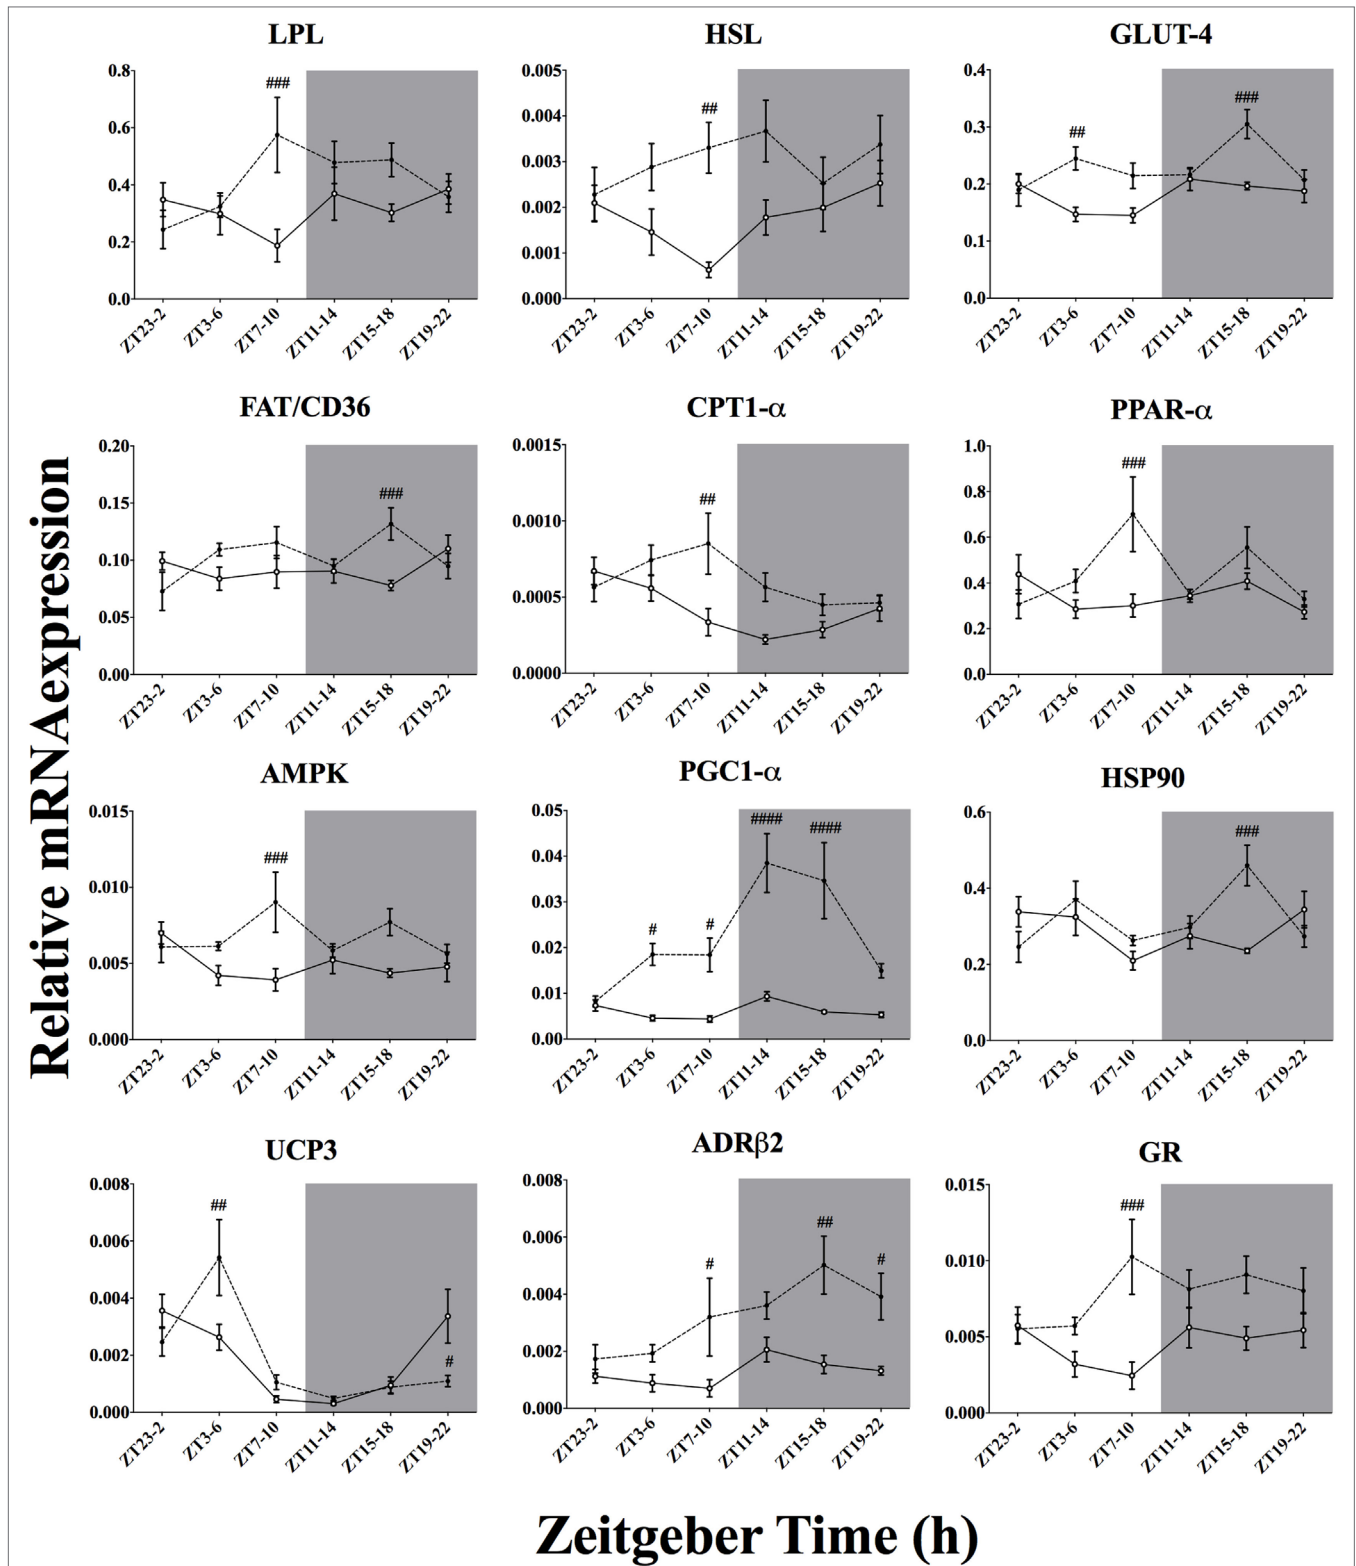 LPL
HSL
GLUT-4
0.8
0.6
0.4
0.2
0.0
###
ZT23-2
ZT3-6
ZT7-10
ZT11-14
ZT15-18
ZT19-22
0.005
0.004
0.003
0.002
0.001
0.000
##
ZT23-2
ZT3-6
ZT7-10
ZT11-14
ZT15-18
ZT19-22
0.4
0.3
0.2
0.1
0.0
##
###
ZT23-2
ZT3-6
ZT7-10
ZT11-14
ZT15-18
ZT19-22
FAT/CD36
CPT1-α
PPAR-α
0.20
0.15
0.10
0.05
0.00
###
ZT23-2
ZT3-6
ZT7-10
ZT11-14
ZT15-18
ZT19-22
0.0015
0.0010
0.0005
0.0000
##
ZT23-2
ZT3-6
ZT7-10
ZT11-14
ZT15-18
ZT19-22
1.0
0.8
0.6
0.4
0.2
0.0
###
ZT23-2
ZT3-6
ZT7-10
ZT11-14
ZT15-18
ZT19-22
Relative mRNAexpression
AMPK
PGC1-α
HSP90
0.015
0.010
0.005
0.000
###
ZT23-2
ZT3-6
ZT7-10
ZT11-14
ZT15-18
ZT19-22
0.05
0.04
0.03
0.02
0.01
0.00
#
#
####
####
ZT23-2
ZT3-6
ZT7-10
ZT11-14
ZT15-18
ZT19-22
0.6
0.4
0.2
0.0
###
ZT23-2
ZT3-6
ZT7-10
ZT11-14
ZT15-18
ZT19-22
UCP3
ADRβ2
GR
0.008
0.006
0.004
0.002
0.000
##
#
ZT23-2
ZT3-6
ZT7-10
ZT11-14
ZT15-18
ZT19-22
0.008
0.006
0.004
0.002
0.000
#
##
#
ZT23-2
ZT3-6
ZT7-10
ZT11-14
ZT15-18
ZT19-22
0.015
0.010
0.005
0.000
###
ZT23-2
ZT3-6
ZT7-10
ZT11-14
ZT15-18
ZT19-22
Zeitgeber Time (h)